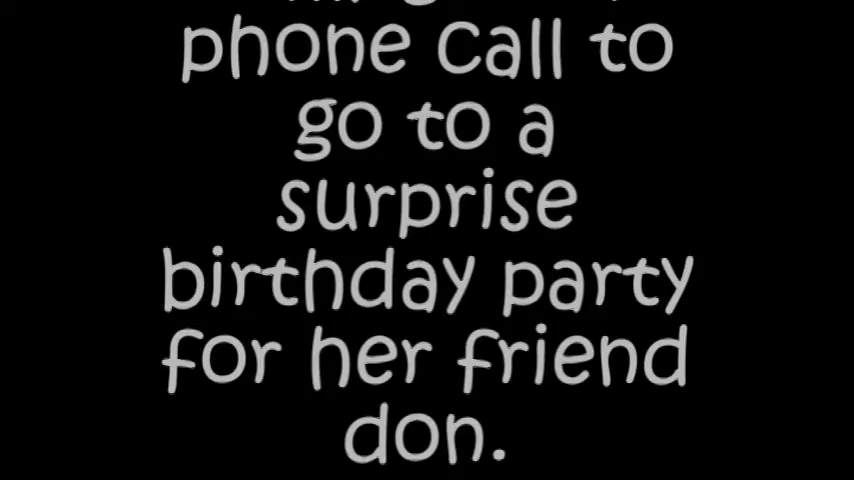 phone call to
go to a
surprise
birthday party
for her friend
don.